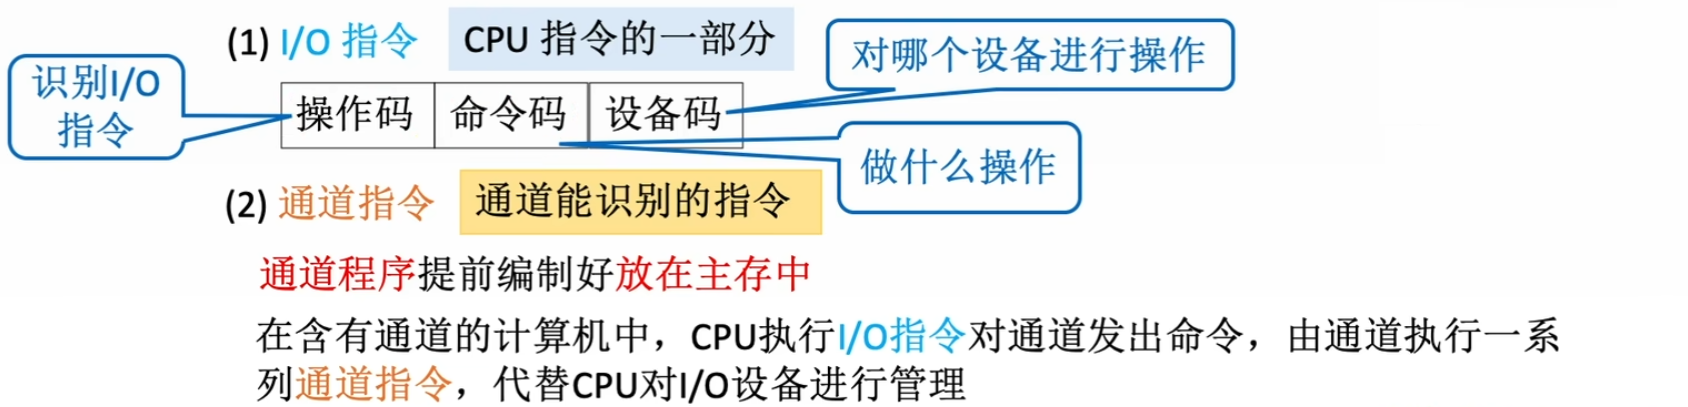 (1) I/O 指令
CPU 指令的一部分
对哪个设备进行操作
识别I/O
指令
操作码 命令码 设备码
做什么操作
(2) 通道指令
通道能识别的指令
通道程序提前编制好放在主存中
在含有通道的计算机中，CPU执行I/O指令对通道发出命令，由通道执行一系
列通道指令，代替CPU对I/O设备进行管理